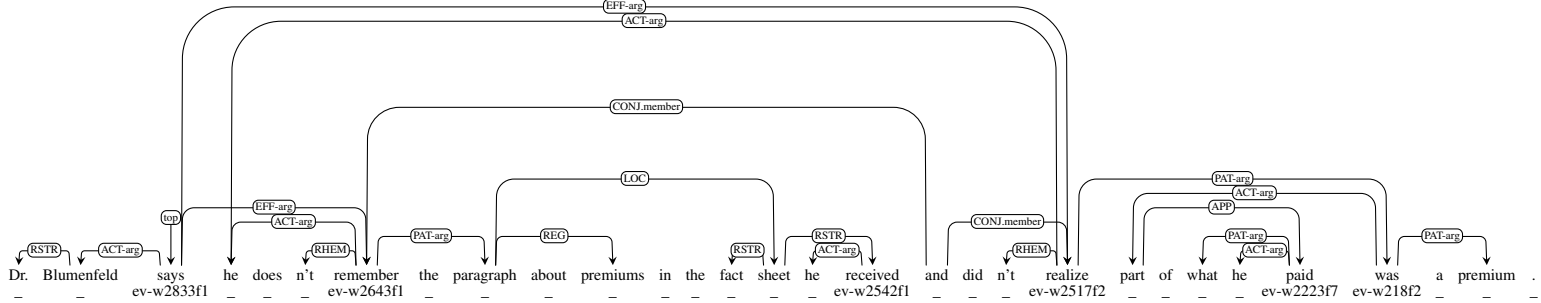 EFF-arg
ACT-arg
CONJ.member
LOC PAT-arg
ACT-arg
top EFF-arg APP
ACT-arg CONJ.member
RSTR ACT-arg RHEM PAT-arg REG RSTR RSTR RHEM PAT-arg PAT-arg
ACT-arg ACT-arg
Dr. Blumenfeld says he does n't remember the paragraph about premiums in the fact sheet he received and did n't realize part of what he paid was a premium .
_ _ ev-w2833f1 _ _ _ ev-w2643f1 _ _ _ _ _ _ _ _ _ ev-w2542f1 _ _ _ ev-w2517f2 _ _ _ _ ev-w2223f7 ev-w218f2 _ _ _